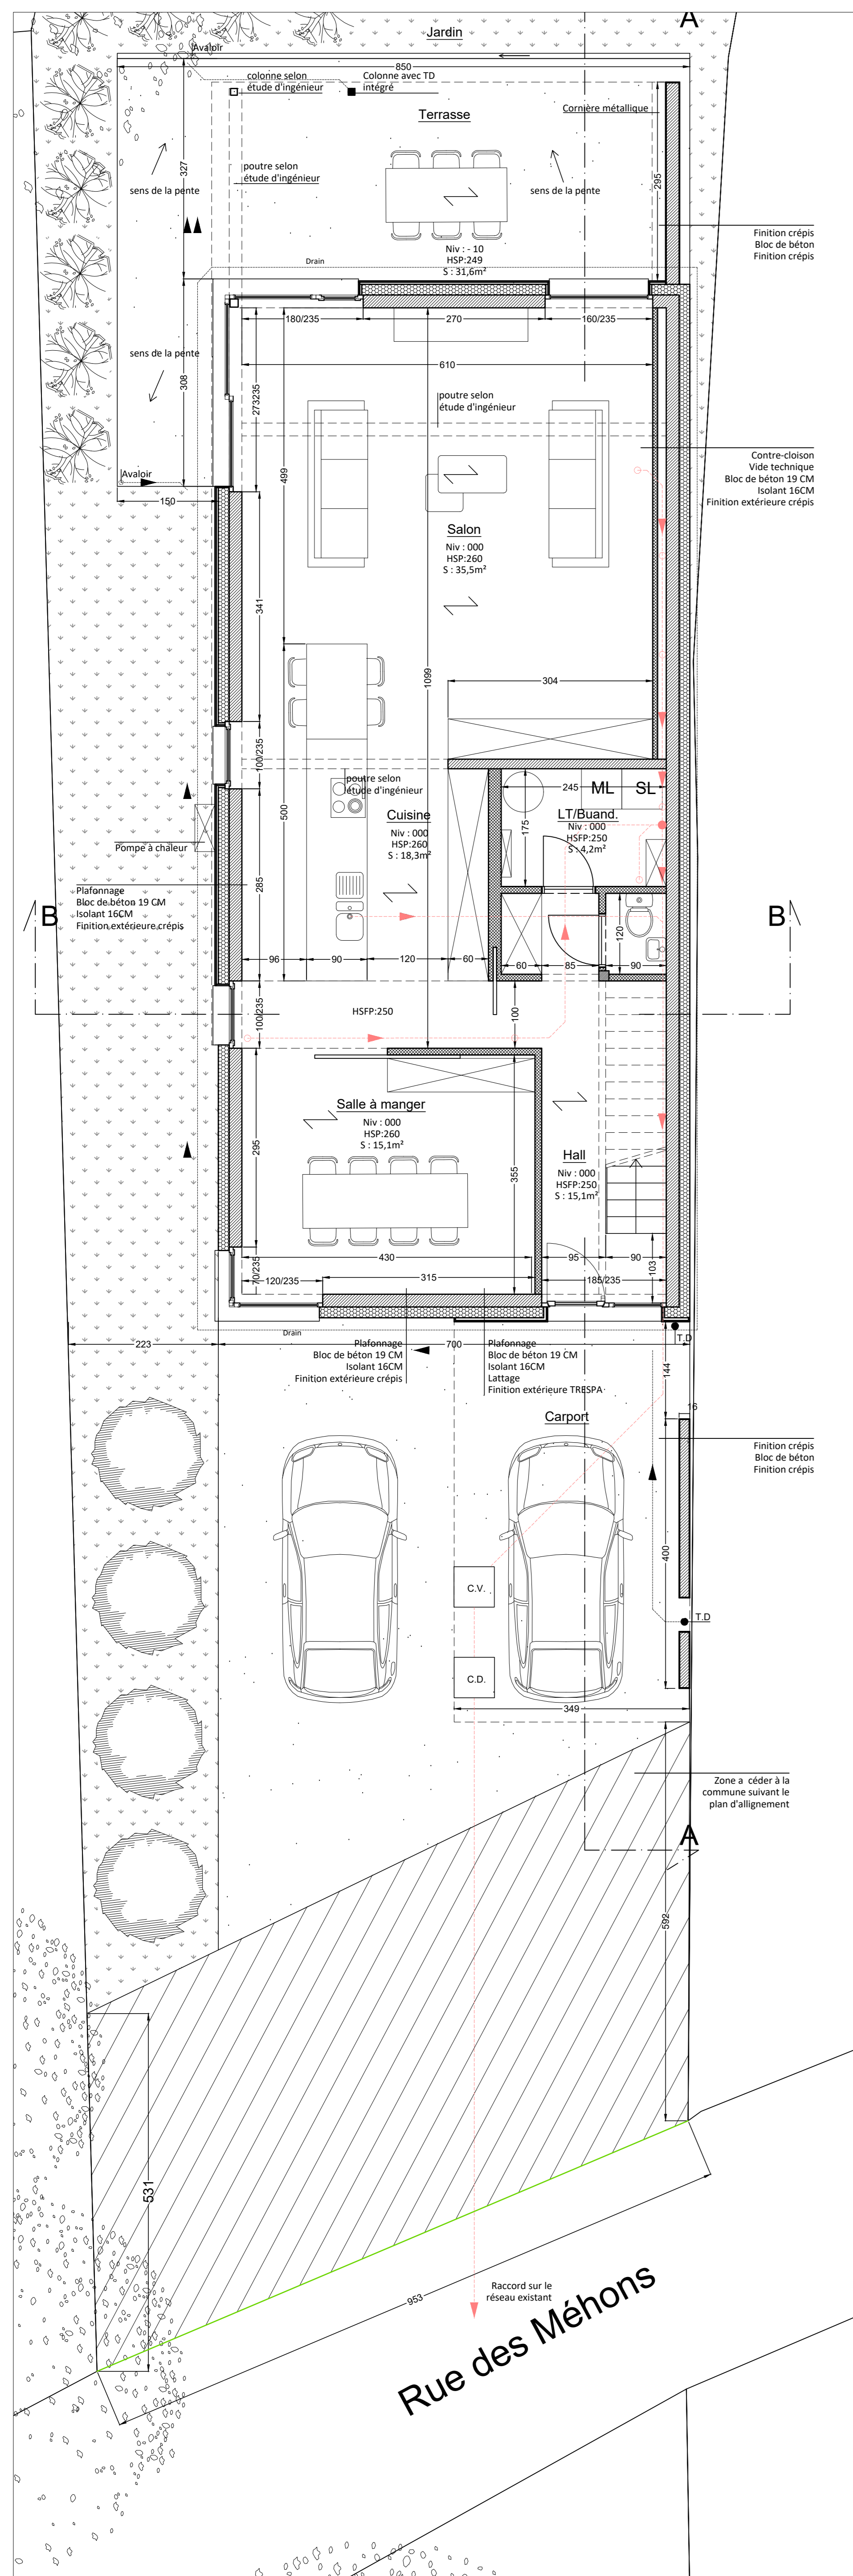 A
Jardin
Avaloir
850
colonne selon
étude d'ingénieur
Colonne avec TD
intégré
Cornière métallique
Terrasse
327
poutre selon
étude d'ingénieur
sens de la pente
sens de la pente
295
Finition crépis
Bloc de béton
Finition crépis
Niv : - 10
HSP:249
S : 31,6m²
Drain
180/235
270
160/235
sens de la pente
308
610
273235
poutre selon
étude d'ingénieur
499
Contre-cloison
Vide technique
Bloc de béton 19 CM
Isolant 16CM
Finition extérieure crépis
Avaloir
150
Salon
Niv : 000
HSP:260
S : 35,5m²
341
1099
304
100/235
poutre selon
étude d'ingénieur
245
ML
SL
500
Cuisine
Niv : 000
HSP:260
S : 18,3m²
175
LT/Buand.
Niv : 000
HSFP:250
S : 4,2m²
Pompe à chaleur
285
Plafonnage
Bloc de béton 19 CM
Isolant 16CM
Finition extérieure crépis
B
B
120
96
90
120
60
60
85
90
100/235
HSFP:250
100
Salle à manger
Niv : 000
HSP:260
S : 15,1m²
295
355
Hall
Niv : 000
HSFP:250
S : 15,1m²
430
95
90
103
70/235
120/235
315
185/235
Drain
T.D
223
700
144
Plafonnage
Bloc de béton 19 CM
Isolant 16CM
Finition extérieure crépis
Plafonnage
Bloc de béton 19 CM
Isolant 16CM
Lattage
Finition extérieure TRESPA
16
Carport
Finition crépis
Bloc de béton
Finition crépis
400
C.V.
T.D
C.D.
349
Zone a céder à la
commune suivant le
plan d'allignement
A
592
531
953
Raccord sur le
réseau existant
Rue des Méhons